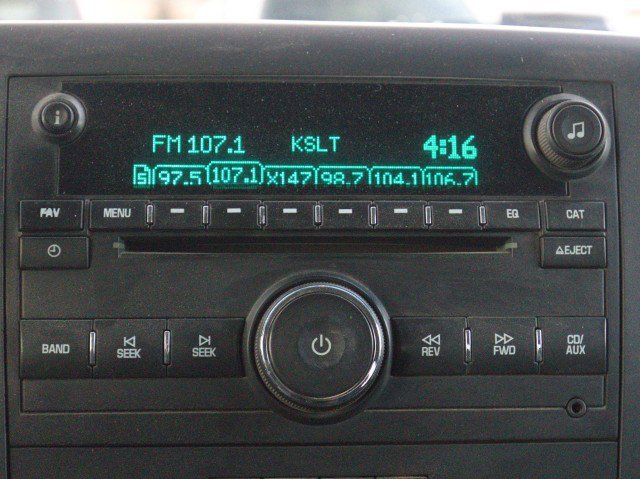 FM 107.1 KSLT 4:16
97.5 107.1 X147 98.7 104.1 106.7
FAV MENU EQ CAT
EJECT
BAND SEEK SEEK REV FWD CD/AUX